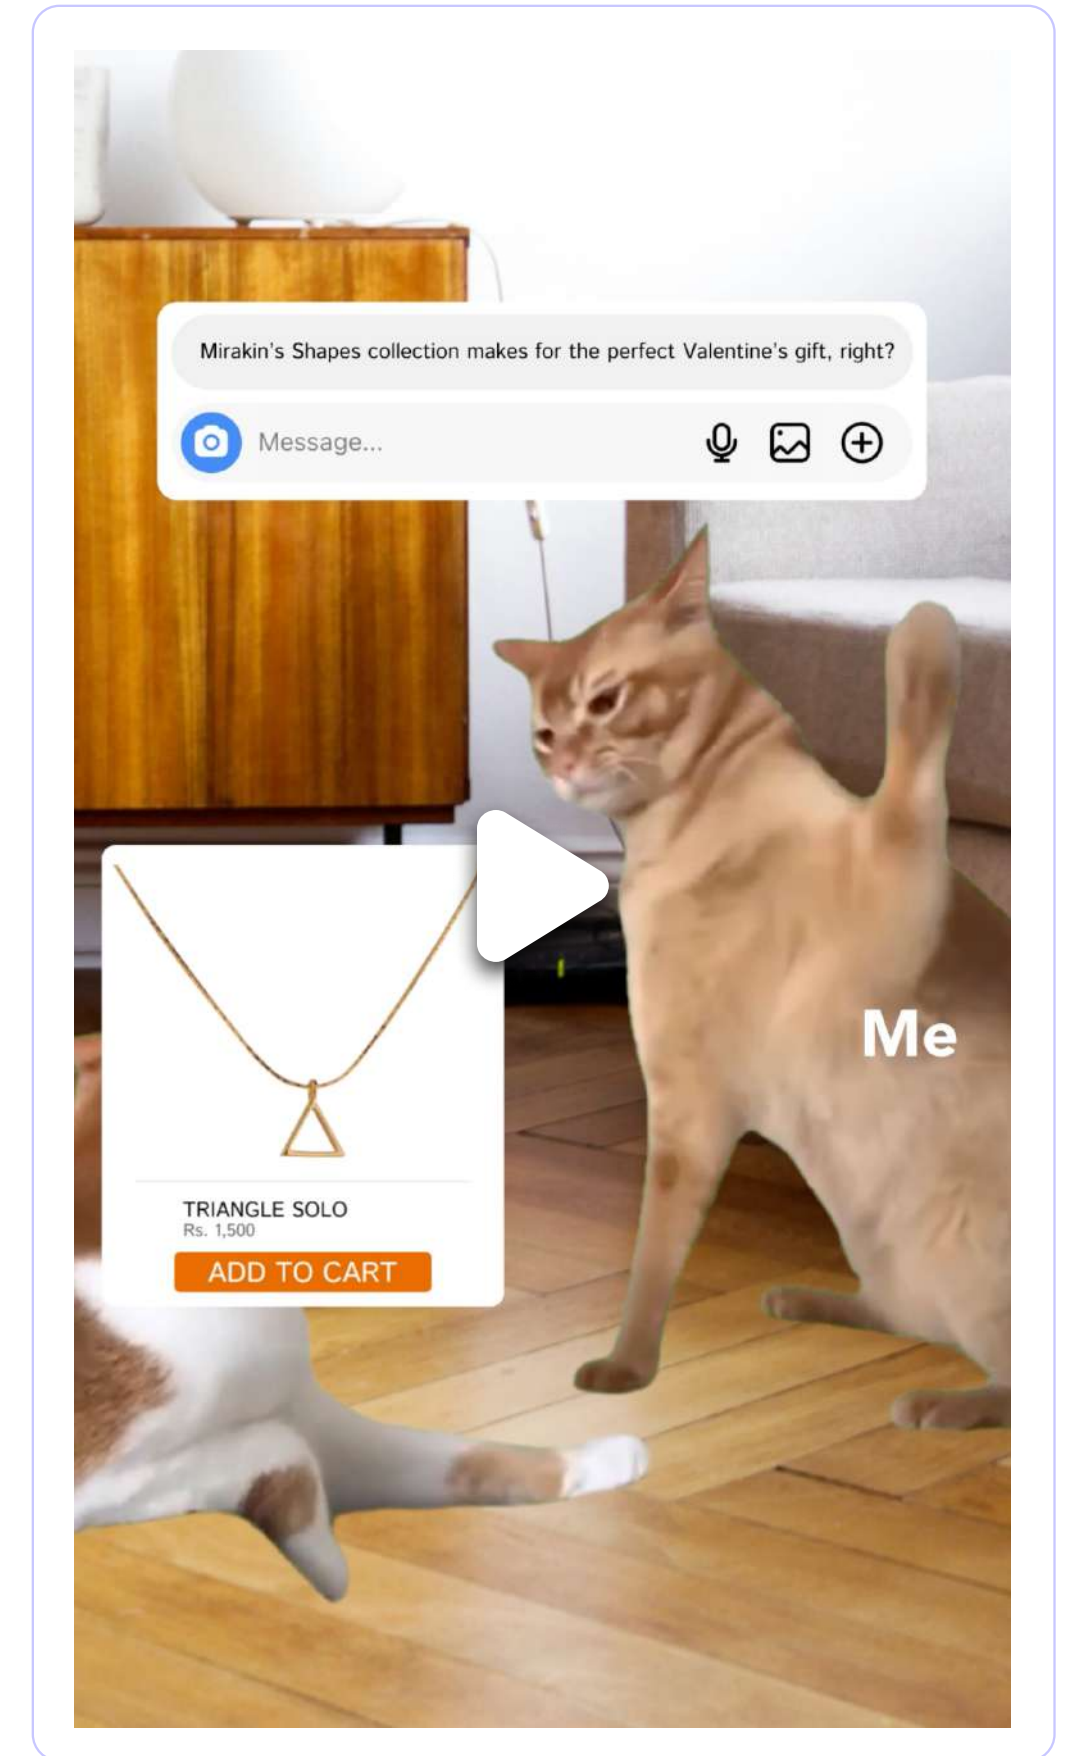 Mirakin's Shapes collection makes for the perfect Valentine's gift, right?
Message...
Me
TRIANGLE SOLO
Rs. 1,500
ADD TO CART